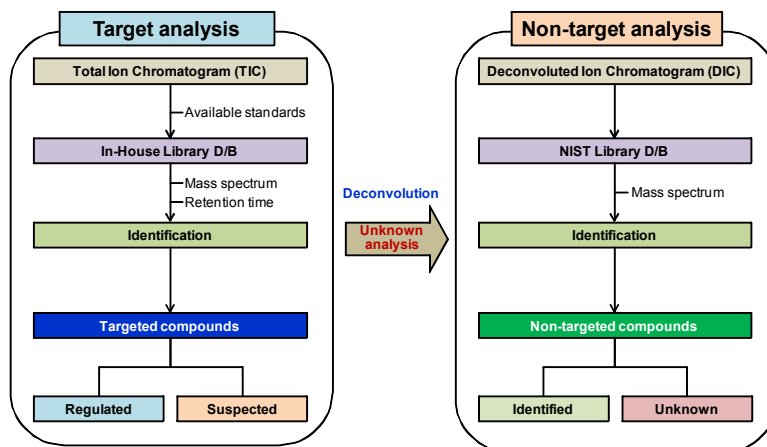 Target analysis
Total Ion Chromatogram (TIC)
Available standards
In-House Library D/B
Mass spectrum
Retention time
Identification
Targeted compounds
Regulated
Suspected
Deconvolution
Unknown
analysis
Non-target analysis
Deconvoluted Ion Chromatogram (DIC)
NIST Library D/B
Mass spectrum
Identification
Non-targeted compounds
Identified
Unknown